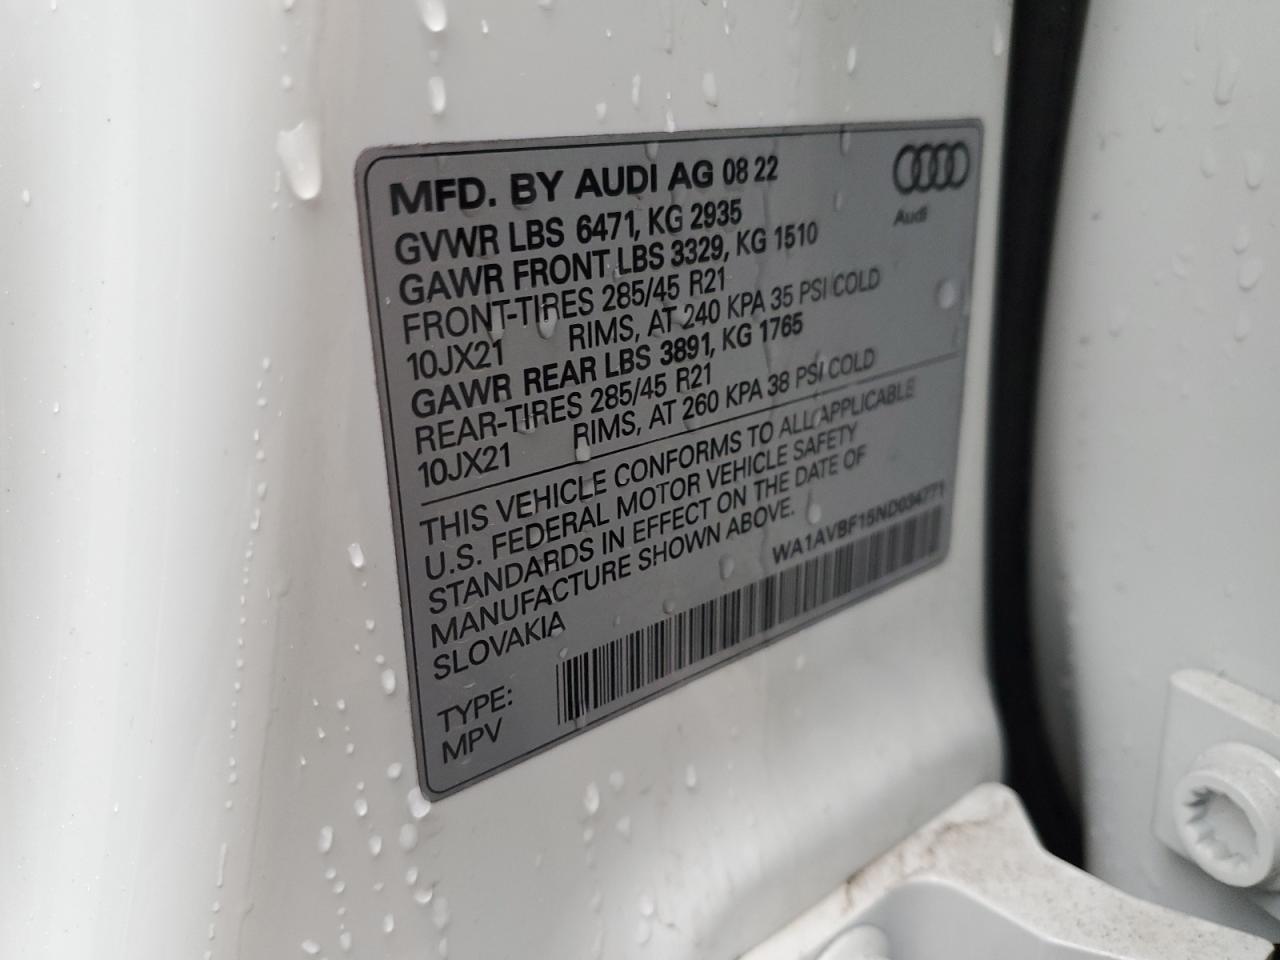 MFD. BY AUDI AG 08 22
Audi
GVWR LBS 6471, KG 2935
GAWR FRONT LBS 3329, KG 1510
FRONT-TIRES 285/45 R21
10JX21 RIMS, AT 240 KPA 35 PSI COLD
GAWR REAR LBS 3891, KG 1765
REAR-TIRES 285/45 R21
10JX21 RIMS, AT 260 KPA 38 PSI COLD
THIS VEHICLE CONFORMS TO ALL APPLICABLE
U.S. FEDERAL MOTOR VEHICLE SAFETY
STANDARDS IN EFFECT ON THE DATE OF
MANUFACTURE SHOWN ABOVE.
SLOVAKIA
WA1AVBF15ND034771
TYPE:
MPV